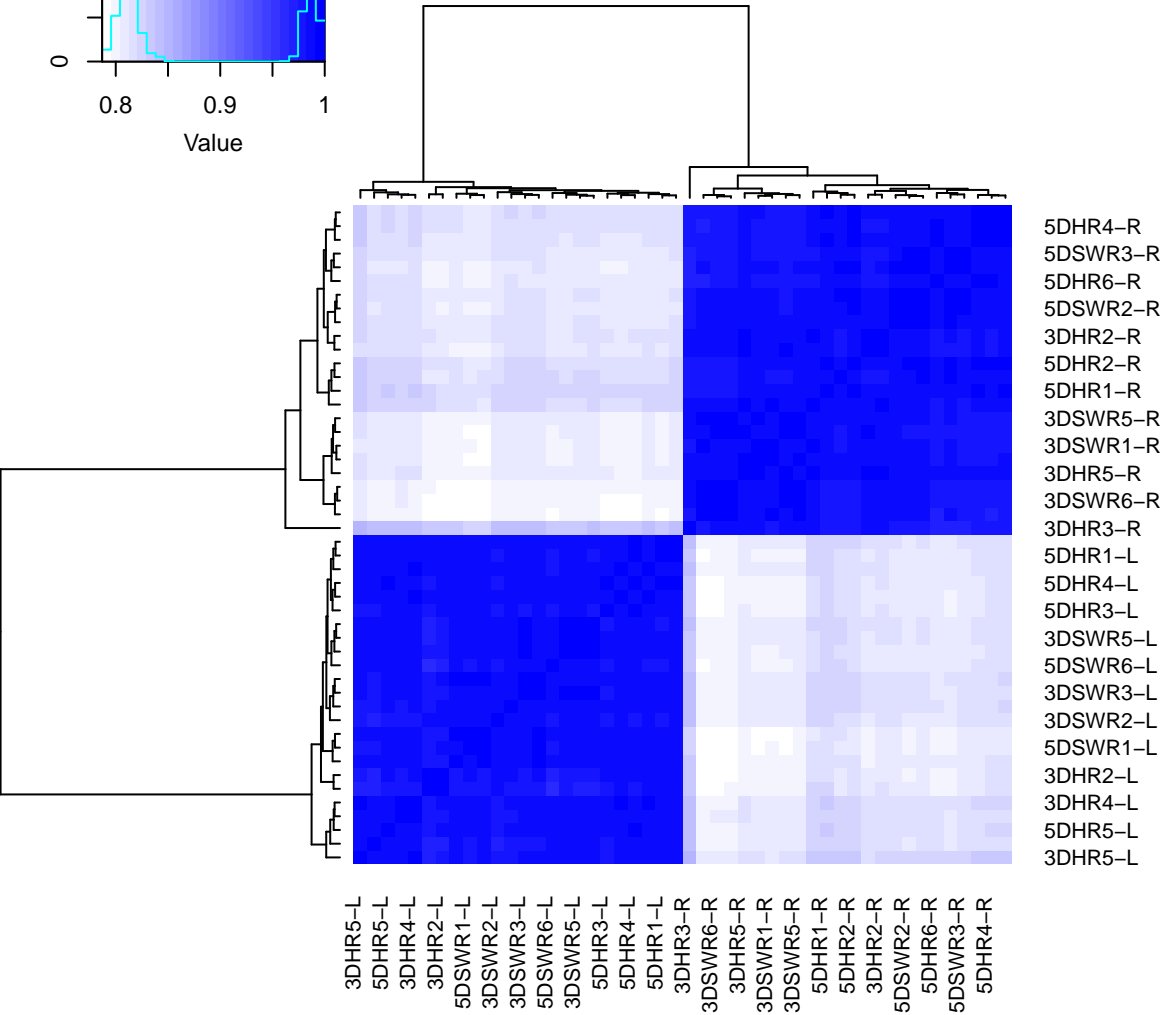 0
0.8
0.9
1
Value
5DHR4−R
5DSWR3−R
5DHR6−R
5DSWR2−R
3DHR2−R
5DHR2−R
5DHR1−R
3DSWR5−R
3DSWR1−R
3DHR5−R
3DSWR6−R
3DHR3−R
5DHR1−L
5DHR4−L
5DHR3−L
3DSWR5−L
5DSWR6−L
3DSWR3−L
3DSWR2−L
5DSWR1−L
3DHR2−L
3DHR4−L
5DHR5−L
3DHR5−L
3DHR5−L
5DHR5−L
3DHR4−L
3DHR2−L
5DSWR1−L
3DSWR2−L
3DSWR3−L
5DSWR6−L
3DSWR5−L
5DHR3−L
5DHR4−L
5DHR1−L
3DHR3−R
3DSWR6−R
3DHR5−R
3DSWR1−R
3DSWR5−R
5DHR1−R
5DHR2−R
3DHR2−R
5DSWR2−R
5DHR6−R
5DSWR3−R
5DHR4−R